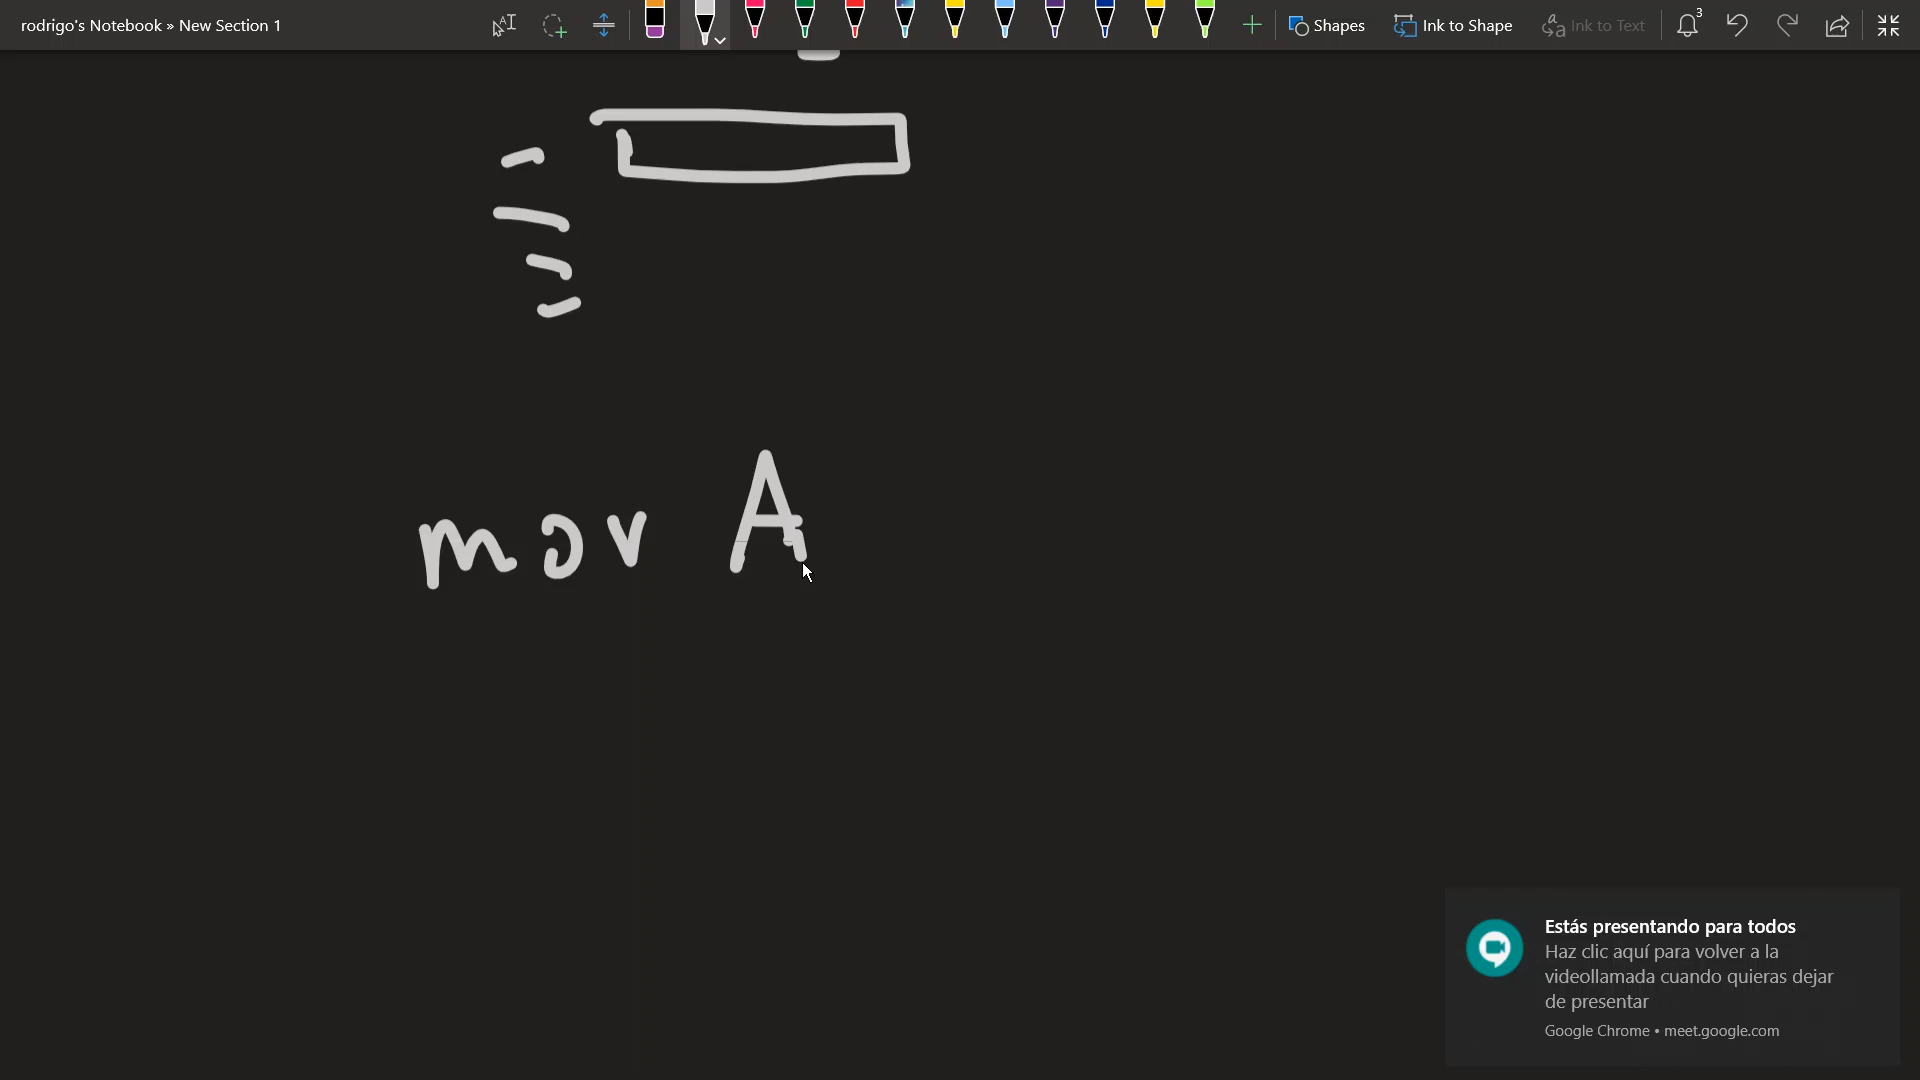 rodrigo's Notebook » New Section 1
Shapes
Ink to Shape
Ink to Text
3
mov A
Estás presentando para todos
Haz clic aquí para volver a la
videollamada cuando quieras dejar
de presentar
Google Chrome • meet.google.com